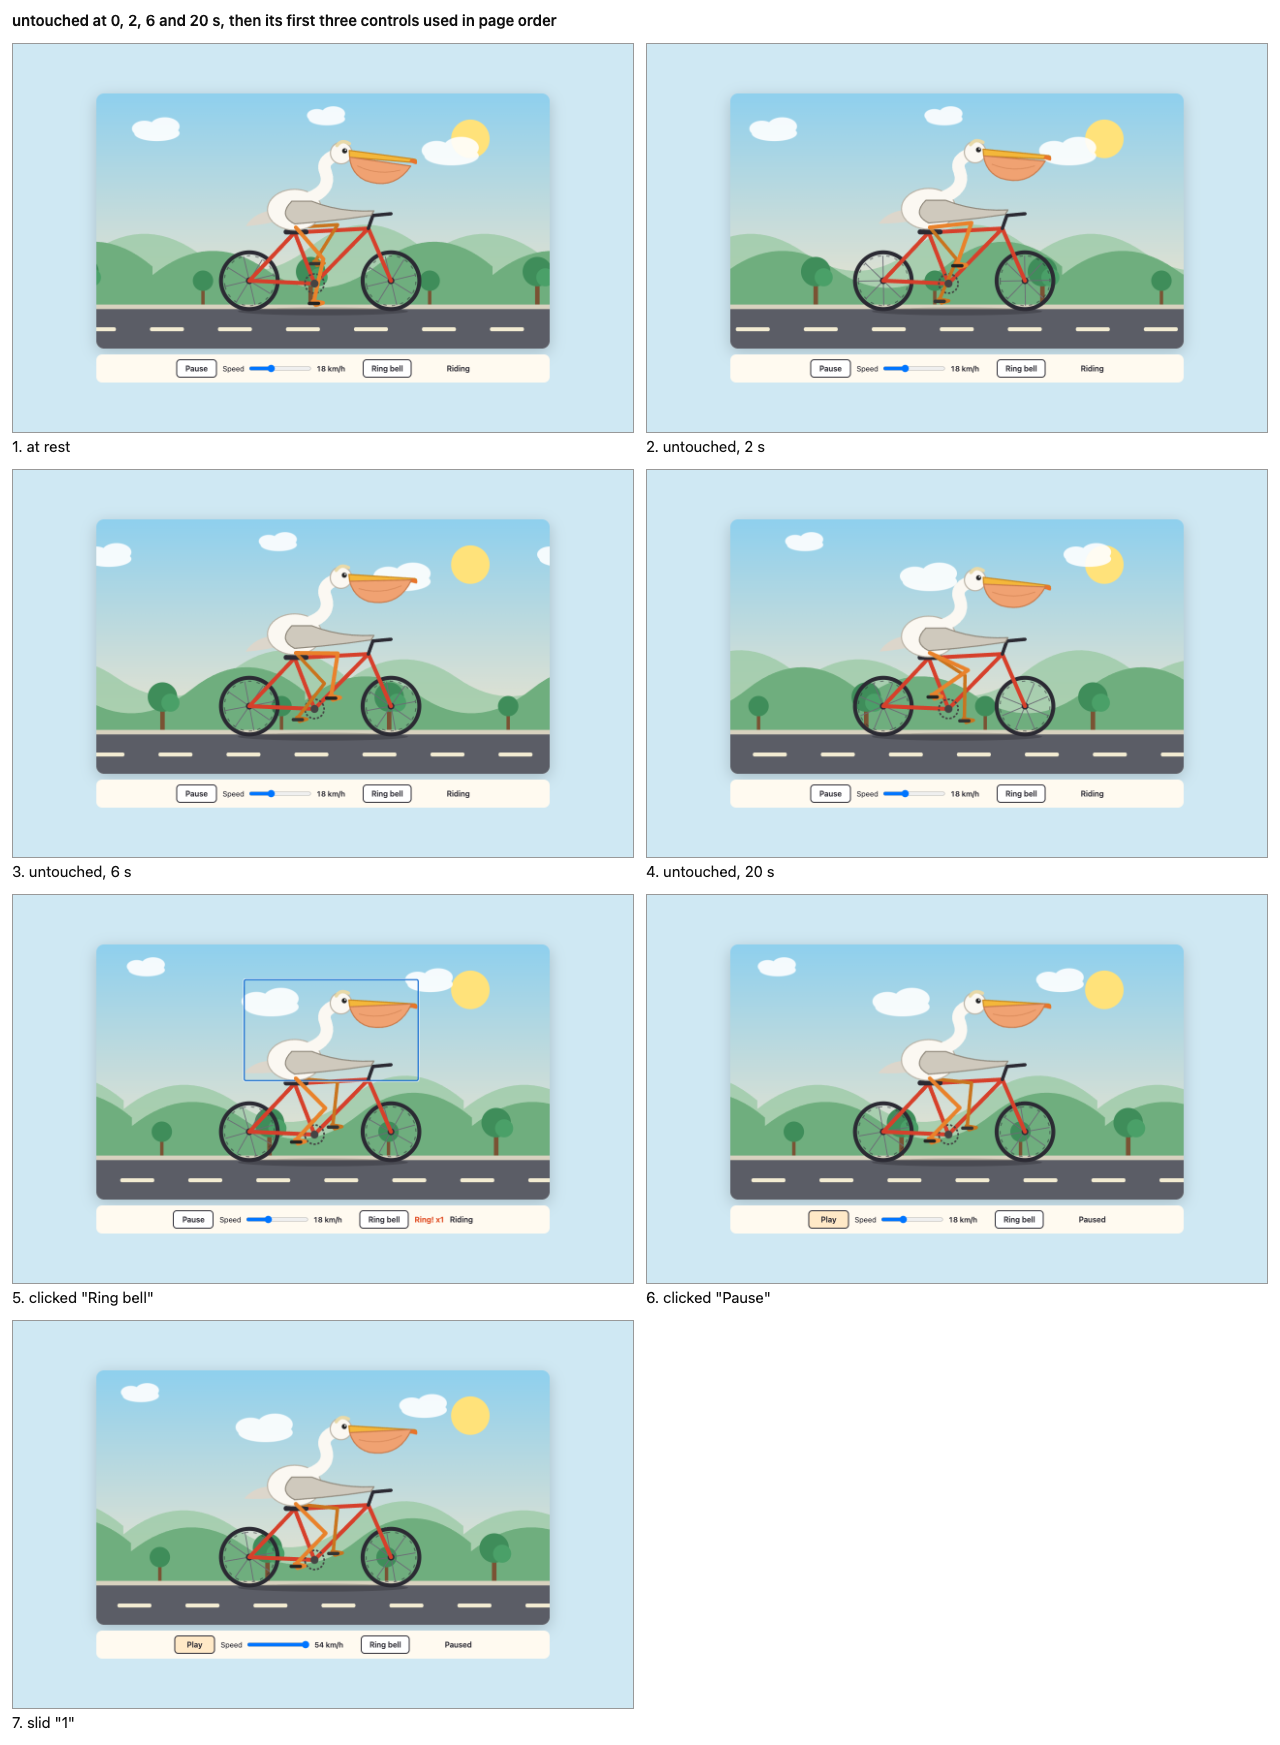 untouched at 0, 2, 6 and 20 s, then its first three controls used in page order
Pause Speed 18 km/h Ring bell Riding
1. at rest
Pause Speed 18 km/h Ring bell Riding
2. untouched, 2 s
Pause Speed 18 km/h Ring bell Riding
3. untouched, 6 s
Pause Speed 18 km/h Ring bell Riding
4. untouched, 20 s
Pause Speed 18 km/h Ring bell Ring! x1 Riding
5. clicked "Ring bell"
Play Speed 18 km/h Ring bell Paused
6. clicked "Pause"
Play Speed 54 km/h Ring bell Paused
7. slid "1"